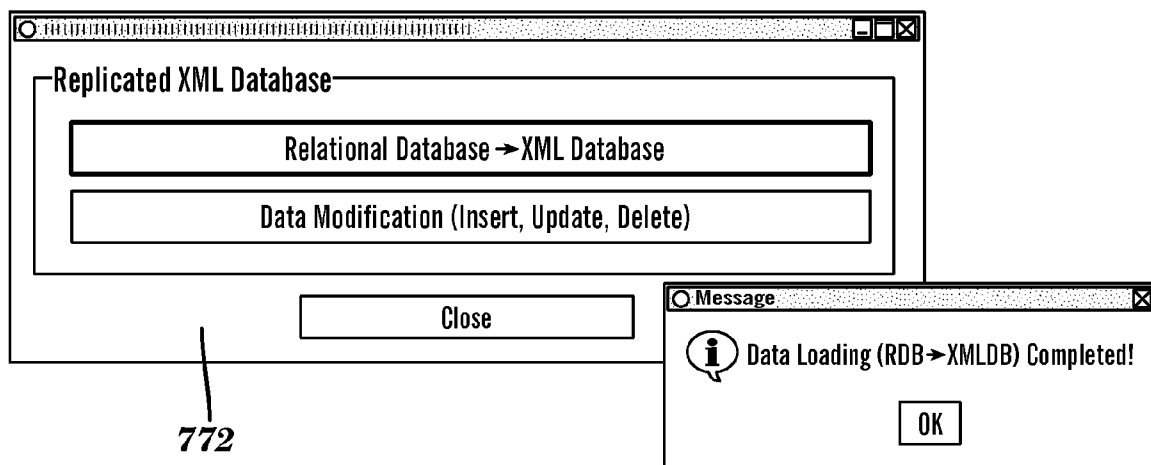 Replicated XML Database
Relational Database→XML Database
Data Modification (Insert, Update, Delete)
Close
Message
i Data Loading (RDB→XMLDB) Completed!
OK
772